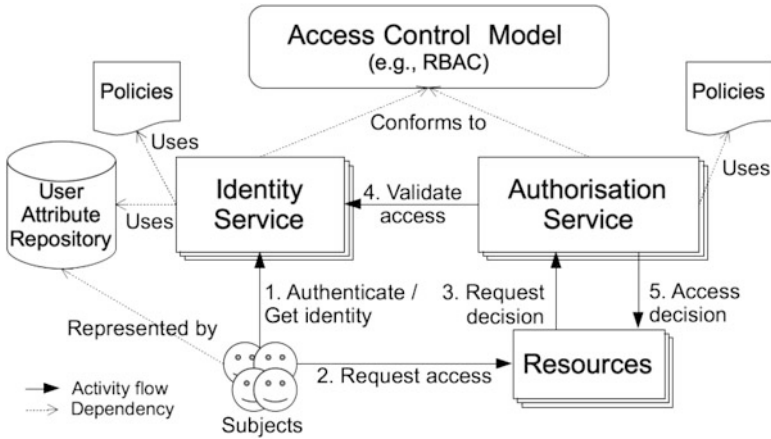 Access Control Model
(e.g., RBAC)
Policies
Policies
Conforms to
Uses
Uses
User
Attribute
Repository
Uses
Identity
Service
4. Validate
access
Authorisation
Service
1. Authenticate /
Get identity
3. Request
decision
5. Access
decision
Represented by
2. Request access
Resources
Activity flow
Dependency
Subjects